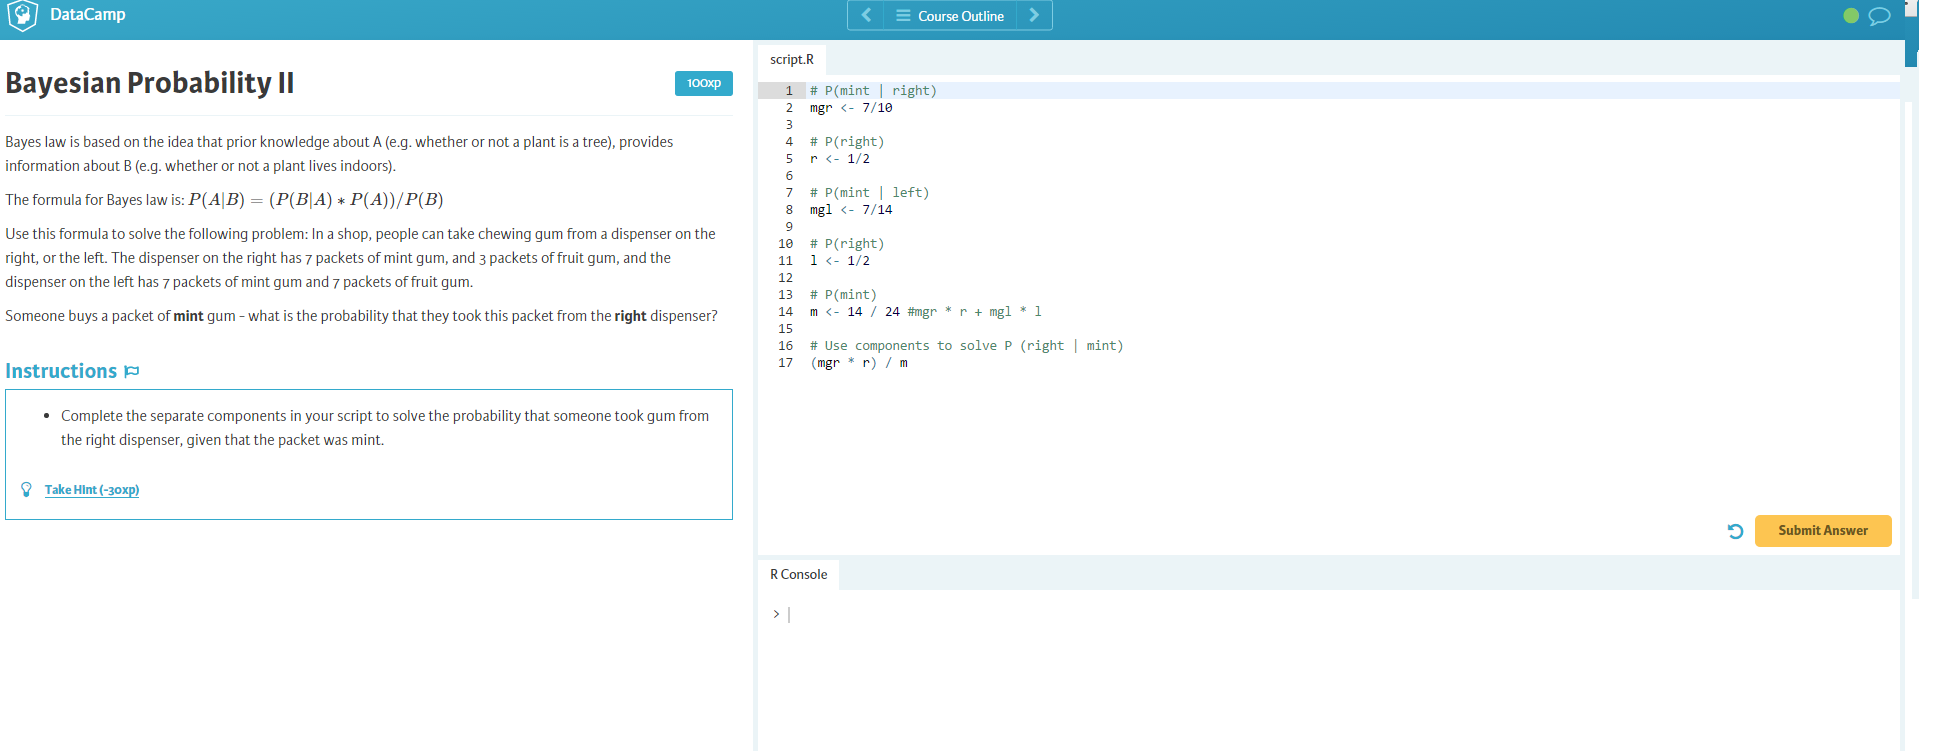 DataCamp
Course Outline
Bayesian Probability II
100xp
Bayes law is based on the idea that prior knowledge about A (e.g. whether or not a plant is a tree), provides
information about B (e.g. whether or not a plant lives indoors).
The formula for Bayes law is: P(A|B) = (P(B|A) * P(A))/P(B)
Use this formula to solve the following problem: In a shop, people can take chewing gum from a dispenser on the
right, or the left. The dispenser on the right has 7 packets of mint gum, and 3 packets of fruit gum, and the
dispenser on the left has 7 packets of mint gum and 7 packets of fruit gum.
Someone buys a packet of mint gum - what is the probability that they took this packet from the right dispenser?
Instructions
• Complete the separate components in your script to solve the probability that someone took gum from
the right dispenser, given that the packet was mint.
Take Hint (-30xp)
script.R
1 # P(mint | right)
2 mgr <- 7/10
3
4 # P(right)
5 r <- 1/2
6
7 # P(mint | left)
8 mgl <- 7/14
9
10 # P(right)
11 l <- 1/2
12
13 # P(mint)
14 m <- 14 / 24 #mgr * r + mgl * l
15
16 # Use components to solve P (right | mint)
17 (mgr * r) / m
Submit Answer
R Console
>